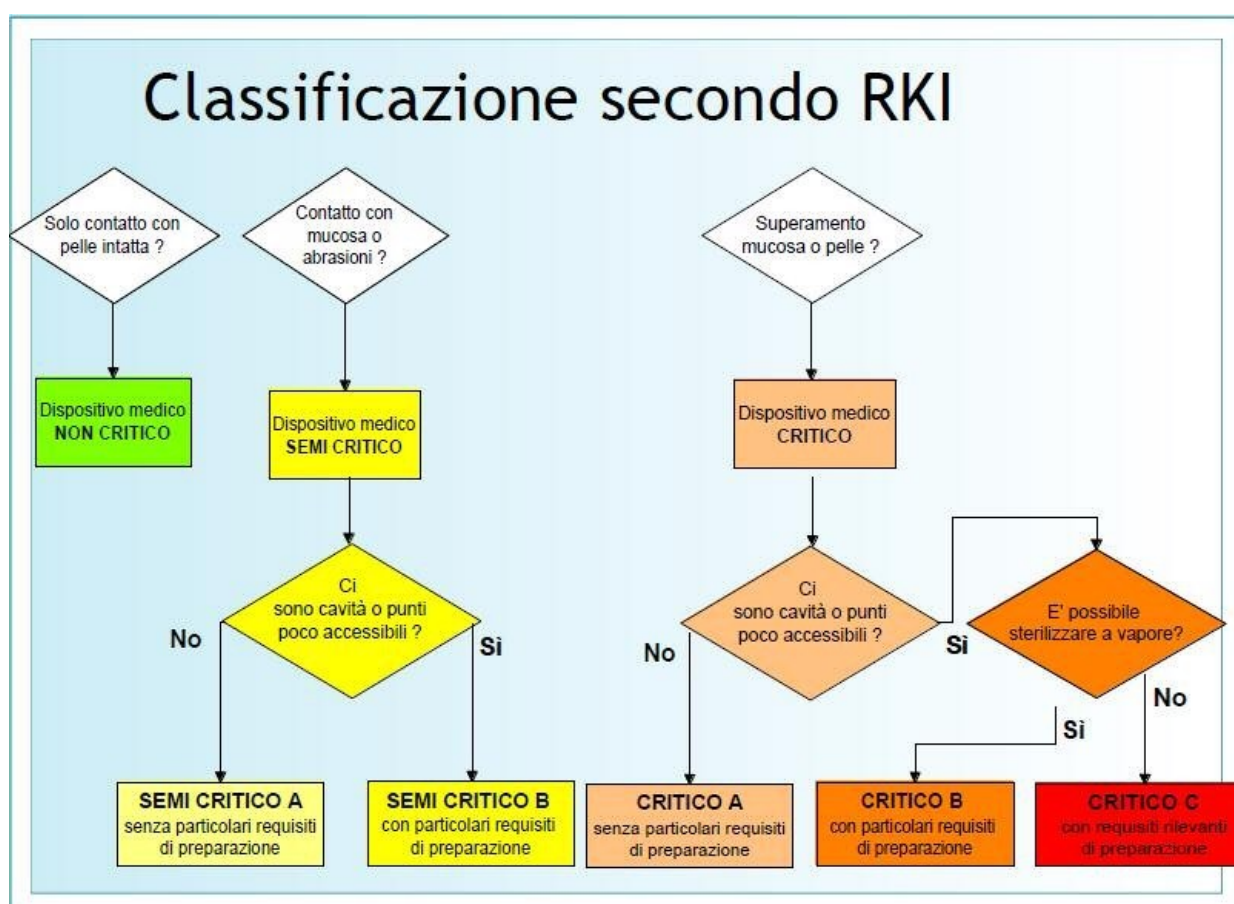 Classificazione secondo RKI
Solo contatto con
pelle intatta ?
Contatto con
mucosa o
abrasioni ?
Superamento
mucosa o pelle ?
Dispositivo medico
NON CRITICO
Dispositivo medico
SEMI CRITICO
Dispositivo medico
CRITICO
Ci
sono cavità o punti
poco accessibili ?
No
Sì
Ci
sono cavità o punti
poco accessibili ?
No
Sì
E' possibile
sterilizzare a vapore?
Sì
No
SEMI CRITICO A
senza particolari requisiti
di preparazione
SEMI CRITICO B
con particolari requisiti
di preparazione
CRITICO A
senza particolari requisiti
di preparazione
CRITICO B
con particolari requisiti
di preparazione
CRITICO C
con requisiti rilevanti
di preparazione